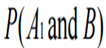 P(A₁ and B)